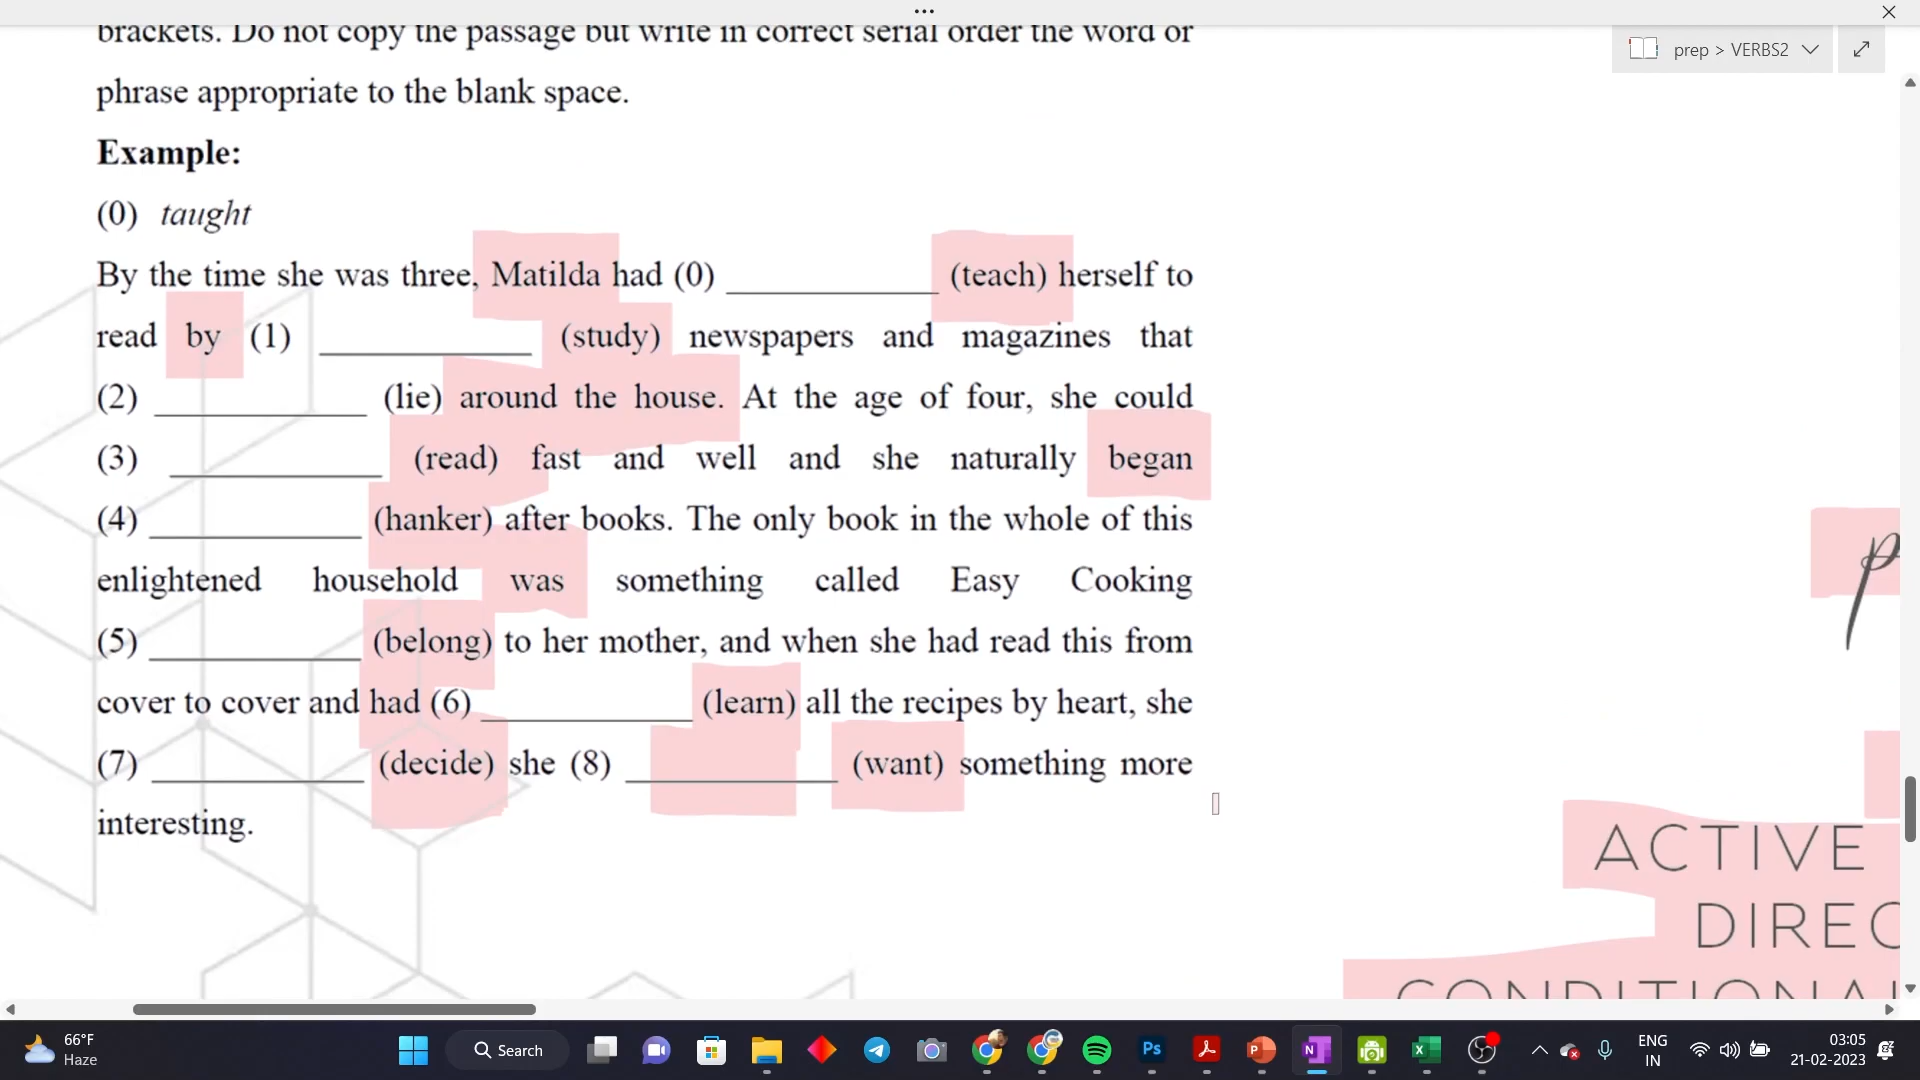 ...
prep > VERBS2
brackets. Do not copy the passage but write in correct serial order the word or
phrase appropriate to the blank space.
Example:
(0) taught
By the time she was three, Matilda had (0) ____________ (teach) herself to
read by (1) ____________ (study) newspapers and magazines that
(2) ____________ (lie) around the house. At the age of four, she could
(3) ____________ (read) fast and well and she naturally began
(4) ____________ (hanker) after books. The only book in the whole of this
enlightened household was something called Easy Cooking
(5) ____________ (belong) to her mother, and when she had read this from
cover to cover and had (6) ____________ (learn) all the recipes by heart, she
(7) ____________ (decide) she (8) ____________ (want) something more
interesting.
ACTIVE
DIREC
CONDITIONAL
66°F
Haze
Search
ENG
IN
03:05
21-02-2023